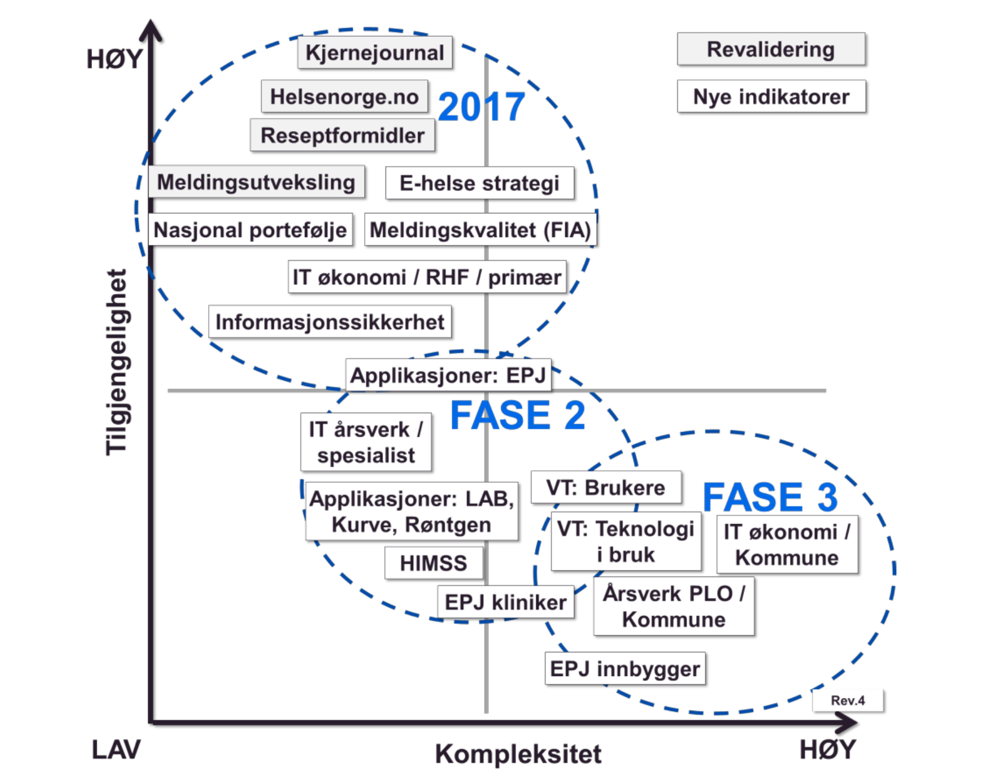 HØY
Kjernejournal
Revalidering
Helsenorge.no
2017
Nye indikatorer
Reseptformidler
Meldingsutveksling
E-helse strategi
Nasjonal portefølje
Meldingskvalitet (FIA)
IT økonomi / RHF / primær
Informasjonssikkerhet
Tilgjengelighet
Applikasjoner: EPJ
FASE 2
IT årsverk /
spesialist
VT: Brukere
FASE 3
Applikasjoner: LAB,
Kurve, Røntgen
VT: Teknologi
i bruk
IT økonomi /
Kommune
HIMSS
EPJ kliniker
Årsverk PLO /
Kommune
EPJ innbygger
Rev.4
LAV
Kompleksitet
HØY